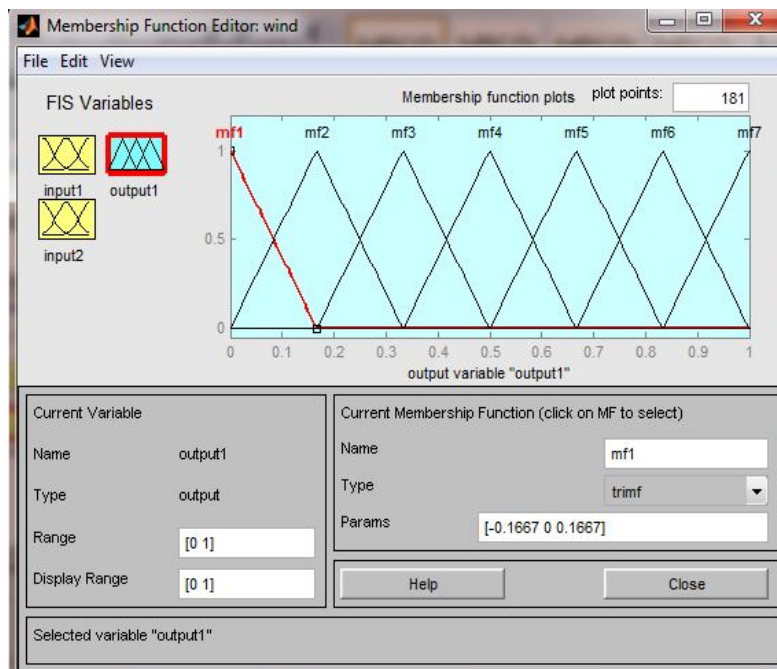 Membership Function Editor: wind
File Edit View
FIS Variables
Membership function plots plot points: 181
mf1 mf2 mf3 mf4 mf5 mf6 mf7
input1 output1
input2
1
0.5
0
0 0.1 0.2 0.3 0.4 0.5 0.6 0.7 0.8 0.9 1
output variable "output1"
Current Variable
Name output1
Type output
Range [0 1]
Display Range [0 1]
Current Membership Function (click on MF to select)
Name mf1
Type trimf
Params [-0.1667 0 0.1667]
Help Close
Selected variable "output1"